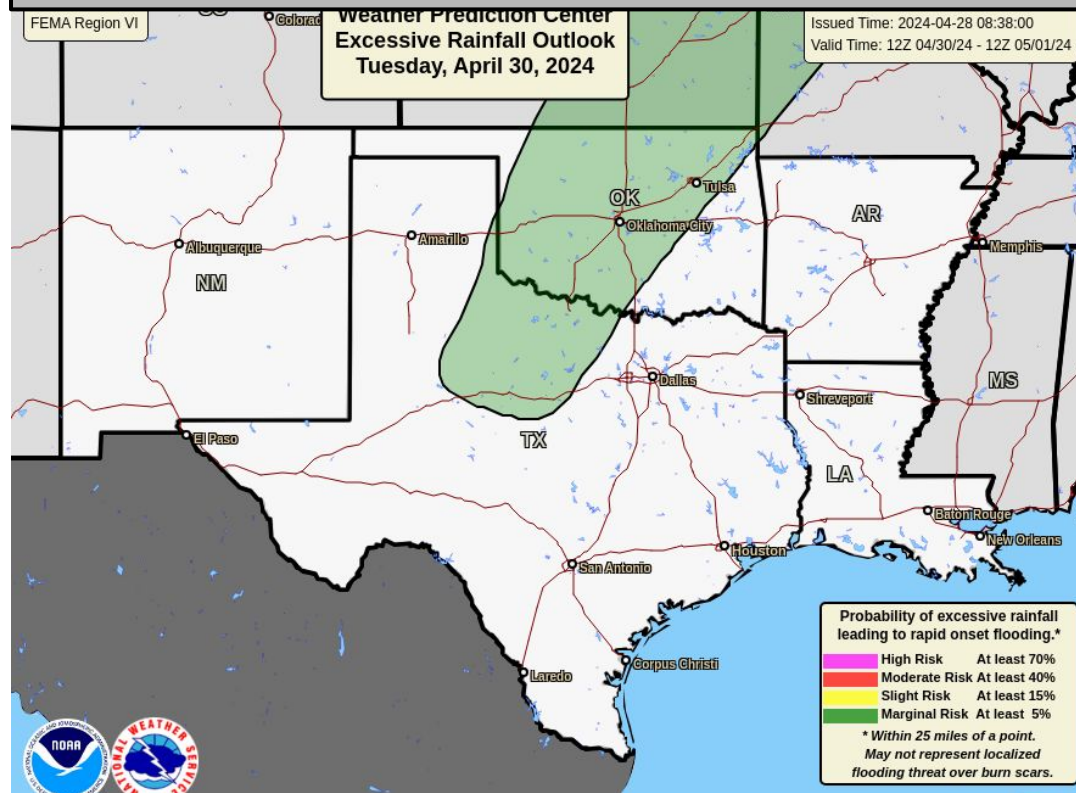 FEMA Region VI
Weather Prediction Center
Excessive Rainfall Outlook
Tuesday, April 30, 2024
Issued Time: 2024-04-28 08:38:00
Valid Time: 12Z 04/30/24 - 12Z 05/01/24
Tulsa
OK
AR
Oklahoma City
Albuquerque
Amarillo
Memphis
NM
Dallas
MS
Shreveport
El Paso
TX
LA
Baton Rouge
New Orleans
Houston
San Antonio
Corpus Christi
Laredo
Probability of excessive rainfall
leading to rapid onset flooding.*
High Risk At least 70%
Moderate Risk At least 40%
Slight Risk At least 15%
Marginal Risk At least 5%
* Within 25 miles of a point.
May not represent localized
flooding threat over burn scars.
NOAA
NATIONAL WEATHER SERVICE